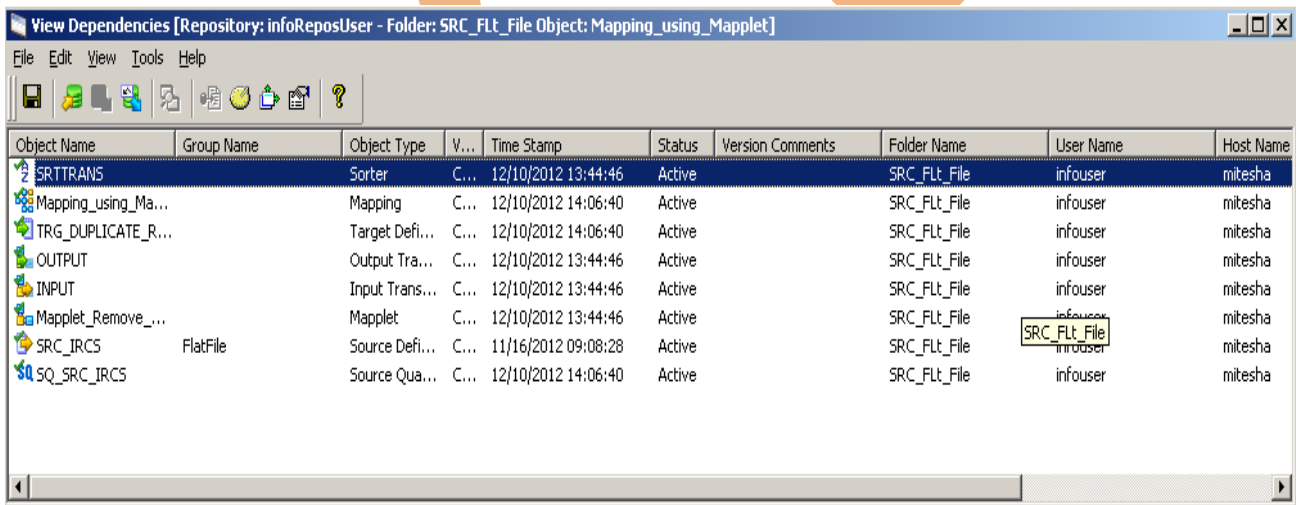 View Dependencies [Repository: infoReposUser - Folder: SRC_FLt_File Object: Mapping_using_Mapplet]
File Edit View Tools Help
Object Name Group Name Object Type V... Time Stamp Status Version Comments Folder Name User Name Host Name
SRTTRANS Sorter C... 12/10/2012 13:44:46 Active SRC_FLt_File infouser mitesha
Mapping_using_Ma... Mapping C... 12/10/2012 14:06:40 Active SRC_FLt_File infouser mitesha
TRG_DUPLICATE_R... Target Defi... C... 12/10/2012 14:06:40 Active SRC_FLt_File infouser mitesha
OUTPUT Output Tra... C... 12/10/2012 13:44:46 Active SRC_FLt_File infouser mitesha
INPUT Input Trans... C... 12/10/2012 13:44:46 Active SRC_FLt_File infouser mitesha
Mapplet_Remove_... Mapplet C... 12/10/2012 13:44:46 Active SRC_FLt_File infouser mitesha
SRC_FLt_File
SRC_IRCS FlatFile Source Defi... C... 11/16/2012 09:08:28 Active SRC_FLt_File infouser mitesha
SQ_SRC_IRCS Source Qua... C... 12/10/2012 14:06:40 Active SRC_FLt_File infouser mitesha